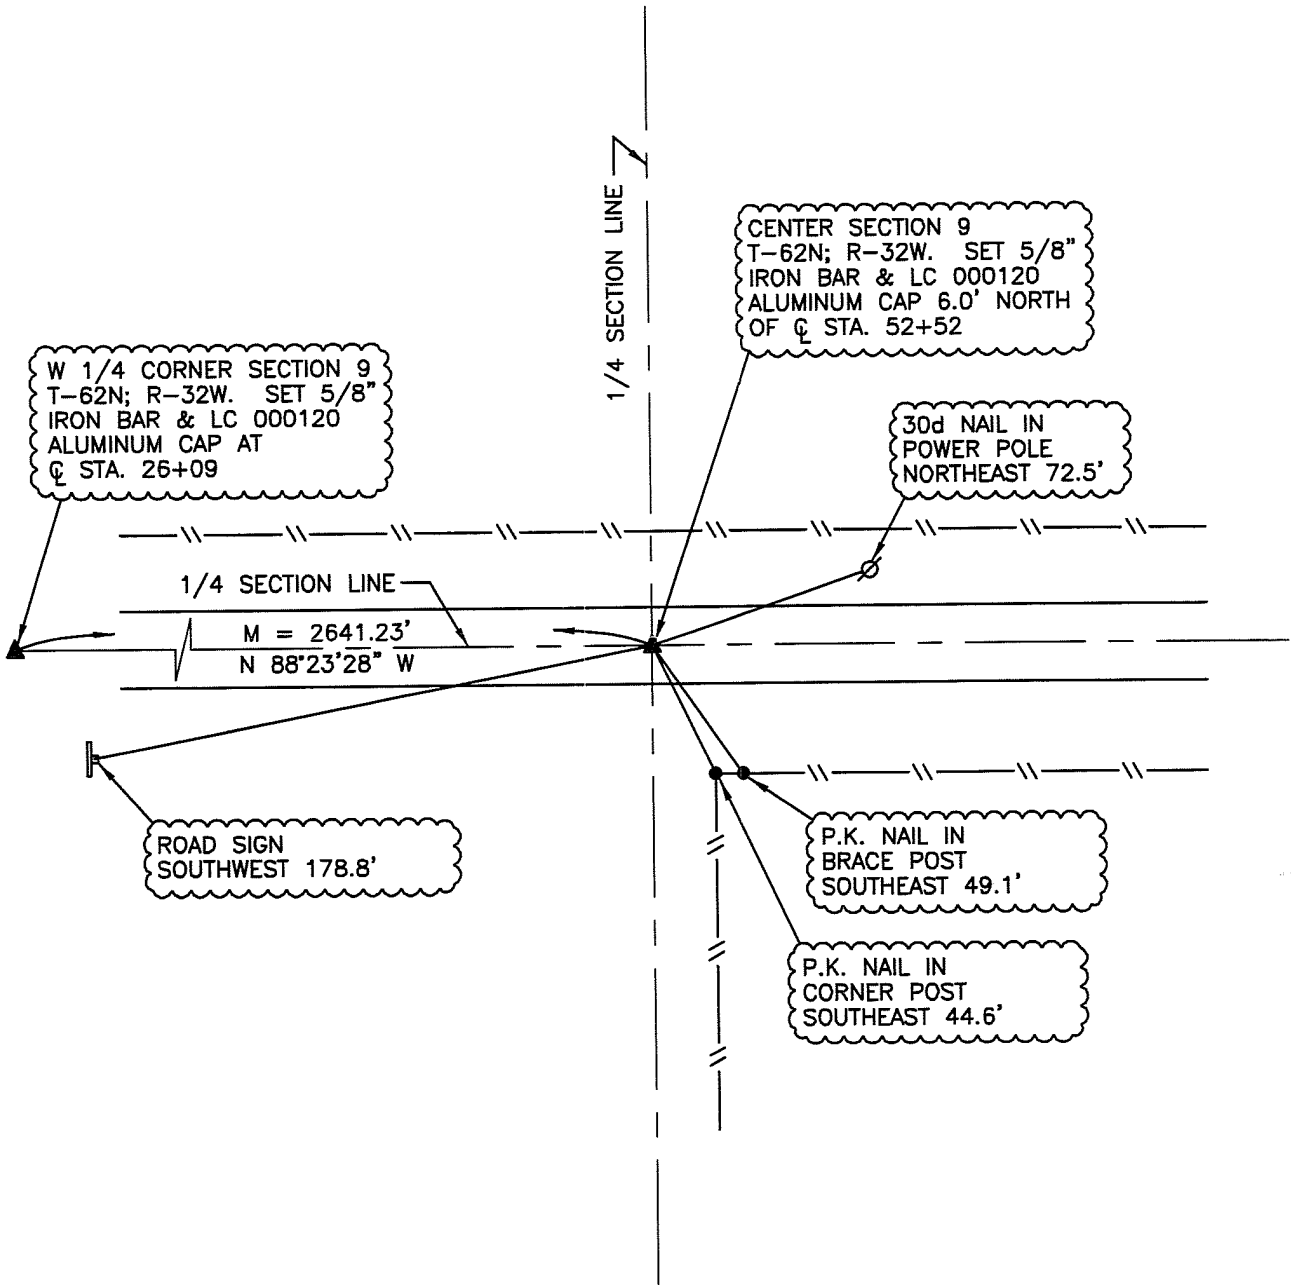 1/4 SECTION LINE
CENTER SECTION 9
T-62N; R-32W. SET 5/8"
IRON BAR & LC 000120
ALUMINUM CAP 6.0' NORTH
OF ℄ STA. 52+52
W 1/4 CORNER SECTION 9
T-62N; R-32W. SET 5/8"
IRON BAR & LC 000120
ALUMINUM CAP AT
℄ STA. 26+09
30d NAIL IN
POWER POLE
NORTHEAST 72.5'
1/4 SECTION LINE
M = 2641.23'
N 88°23'28" W
ROAD SIGN
SOUTHWEST 178.8'
P.K. NAIL IN
BRACE POST
SOUTHEAST 49.1'
P.K. NAIL IN
CORNER POST
SOUTHEAST 44.6'